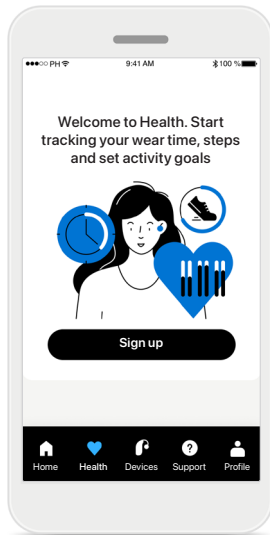 ●●●○○ PH 9:41 AM 100 %
Welcome to Health. Start
tracking your wear time, steps
and set activity goals
Sign up
Home Health Devices Support Profile